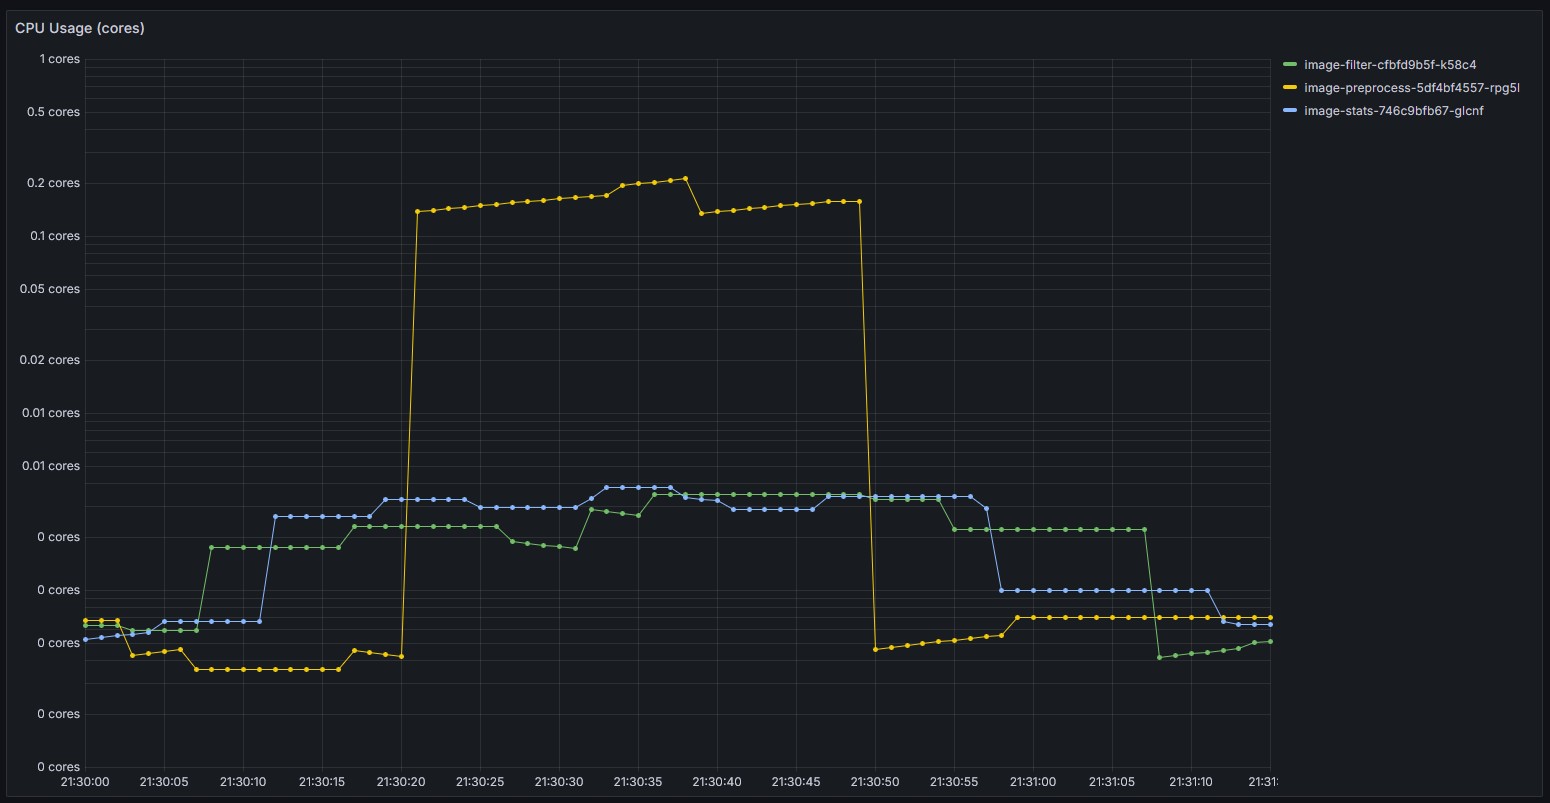 CPU Usage (cores)
1 cores
0.5 cores
0.2 cores
0.1 cores
0.05 cores
0.02 cores
0.01 cores
0.01 cores
0 cores
0 cores
0 cores
0 cores
0 cores
21:30:00 21:30:05 21:30:10 21:30:15 21:30:20 21:30:25 21:30:30 21:30:35 21:30:40 21:30:45 21:30:50 21:30:55 21:31:00 21:31:05 21:31:10 21:31:
image-filter-cfbfd9b5f-k58c4
image-preprocess-5df4bf4557-rpg5l
image-stats-746c9bfb67-glcnf